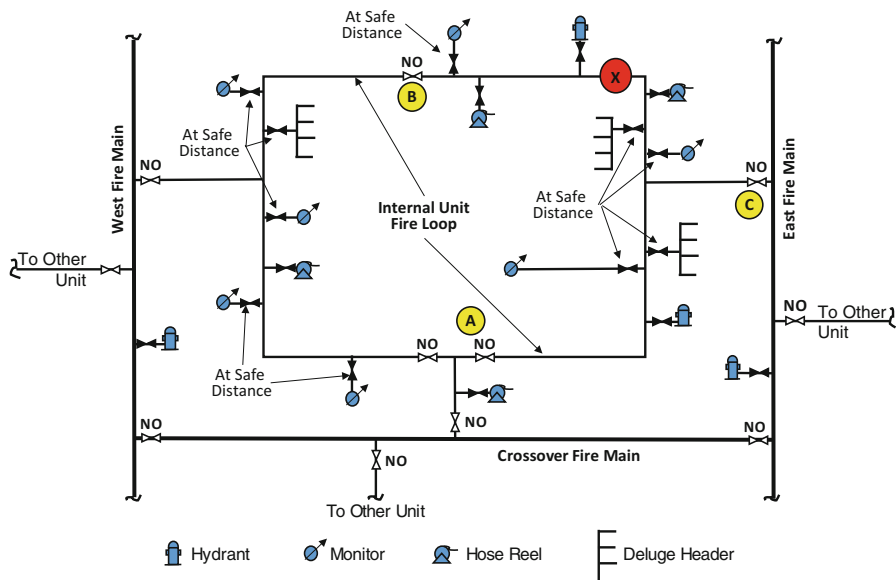 At Safe
Distance
NO
B
X
At Safe
Distance
NO
West Fire Main
Internal Unit
Fire Loop
At Safe
Distance
NO
C
East Fire Main
To Other
Unit
A
NO
To Other
Unit
NO
NO
At Safe
Distance
NO
NO
NO
Crossover Fire Main
NO
To Other Unit
Hydrant
Monitor
Hose Reel
Deluge Header